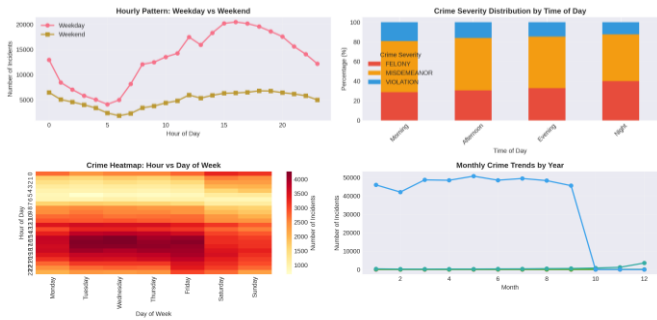 Hourly Pattern: Weekday vs Weekend
Weekday
Weekend
Number of Incidents
20000
15000
10000
5000
0
5
10
15
20
Hour of Day
Crime Severity Distribution by Time of Day
Percentage (%)
100
80
60
40
20
0
Crime Severity
FELONY
MISDEMEANOR
VIOLATION
Morning
Afternoon
Evening
Night
Time of Day
Crime Heatmap: Hour vs Day of Week
Hour of Day
Monday
Tuesday
Wednesday
Thursday
Friday
Saturday
Sunday
Day of Week
4000
3500
3000
2500
2000
1500
1000
Number of Incidents
Monthly Crime Trends by Year
Number of Incidents
50000
40000
30000
20000
10000
0
2
4
6
8
10
12
Month